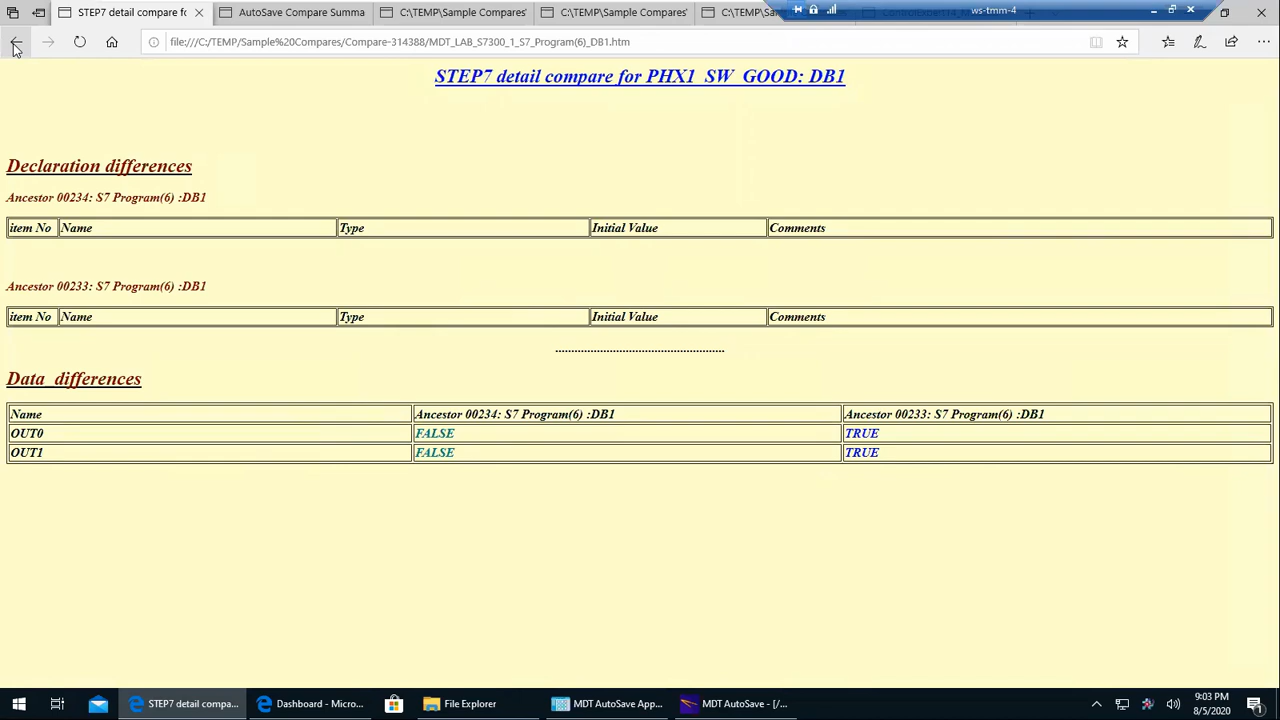 STEP7 detail compare fo
AutoSave Compare Summa
C:\TEMP\Sample Compares\
C:\TEMP\Sample Compares'
C:\TEMP\Sam
ws-tmm-4
file:///C:/TEMP/Sample%20Compares/Compare-314388/MDT_LAB_S7300_1_S7_Program(6)_DB1.htm
STEP7 detail compare for PHX1_SW_GOOD: DB1
Declaration differences
Ancestor 00234: S7 Program(6) :DB1
item No Name Type Initial Value Comments
Ancestor 00233: S7 Program(6) :DB1
item No Name Type Initial Value Comments
Data differences
Name Ancestor 00234: S7 Program(6) :DB1 Ancestor 00233: S7 Program(6) :DB1
OUT0 FALSE TRUE
OUT1 FALSE TRUE
STEP7 detail compa...
Dashboard - Micro...
File Explorer
MDT AutoSave App...
MDT AutoSave - [/...
9:03 PM
8/5/2020